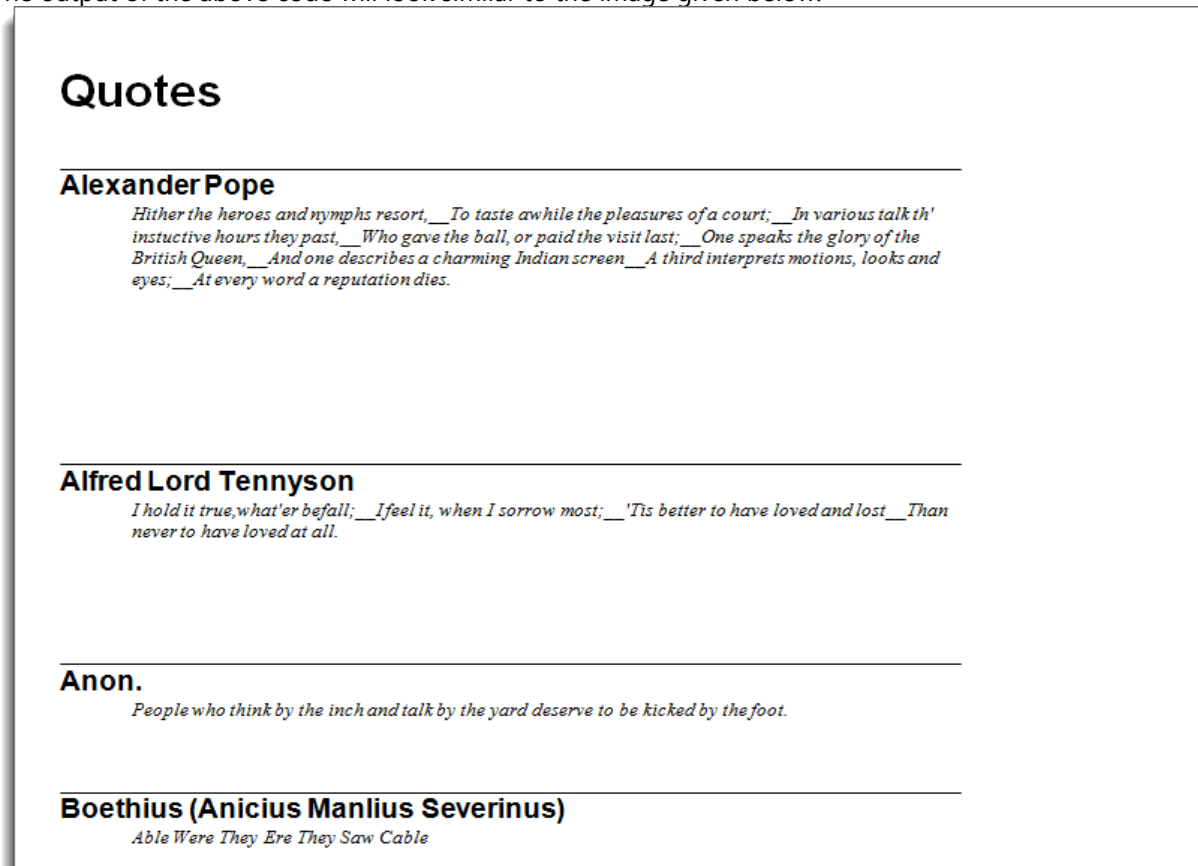 The output of the above code will look similar to the image given below.
Quotes
Alexander Pope
Hither the heroes and nymphs resort,__To taste awhile the pleasures of a court;__In various talk th'
instuctive hours they past,__Who gave the ball, or paid the visit last;__One speaks the glory of the
British Queen,__And one describes a charming Indian screen__A third interprets motions, looks and
eyes;__At every word a reputation dies.
Alfred Lord Tennyson
I hold it true,what'er befall;__I feel it, when I sorrow most;__'Tis better to have loved and lost__Than
never to have loved at all.
Anon.
People who think by the inch and talk by the yard deserve to be kicked by the foot.
Boethius (Anicius Manlius Severinus)
Able Were They Ere They Saw Cable